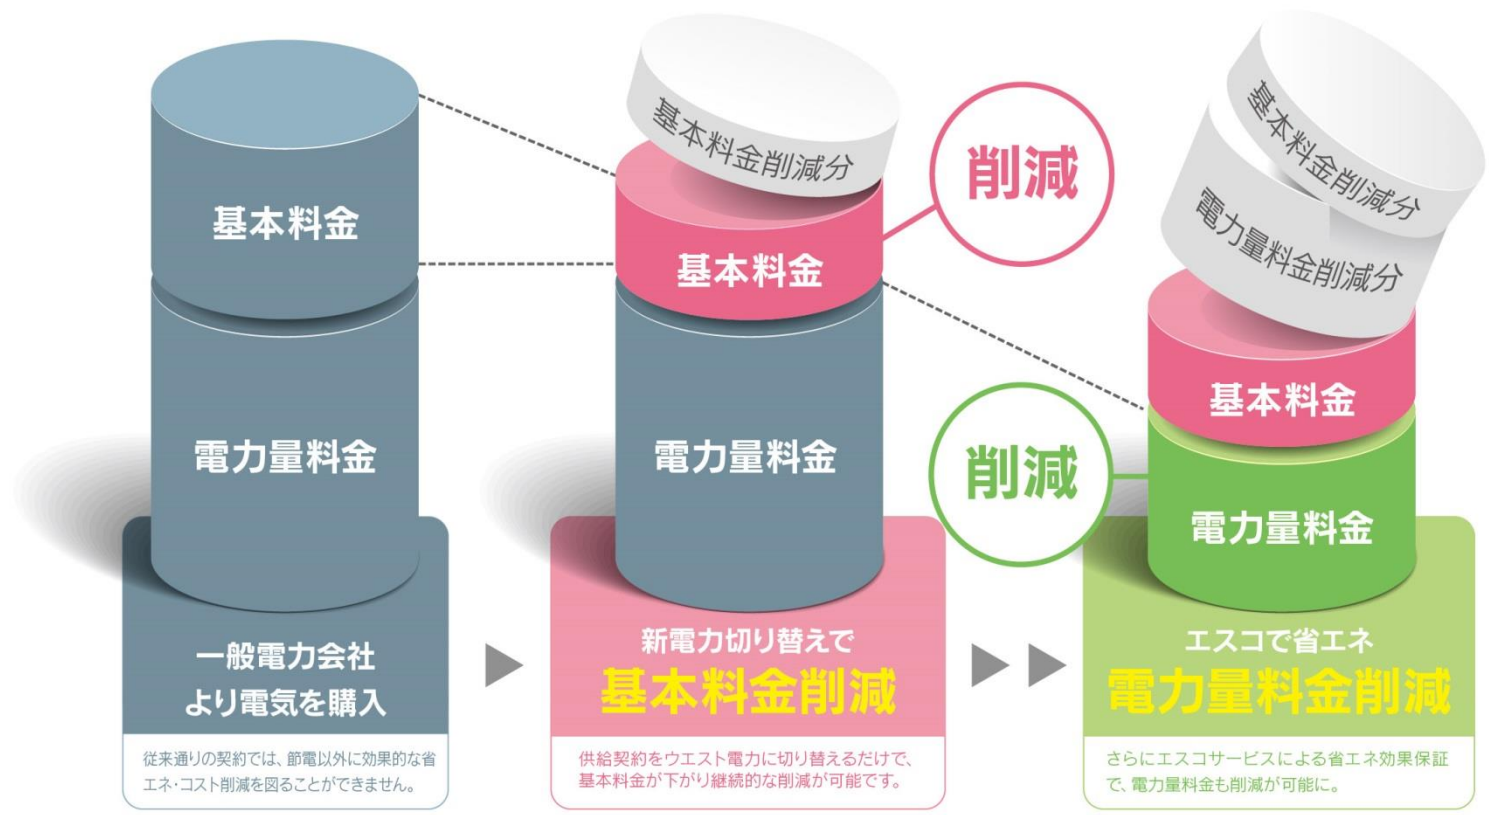 基本料金
電力量料金
一般電力会社
より電気を購入
従来通りの契約では、節電以外に効果的な省
エネ・コスト削減を図ることができません。
基本料金削減分
削減
基本料金
電力量料金
新電力切り替えで
基本料金削減
供給契約をウエスト電力に切り替えるだけで、
基本料金が下がり継続的な削減が可能です。
基本料金削減分
電力量料金削減分
基本料金
削減
電力量料金
エスコで省エネ
電力量料金削減
さらにエスコサービスによる省エネ効果保証
で、電力量料金も削減が可能に。